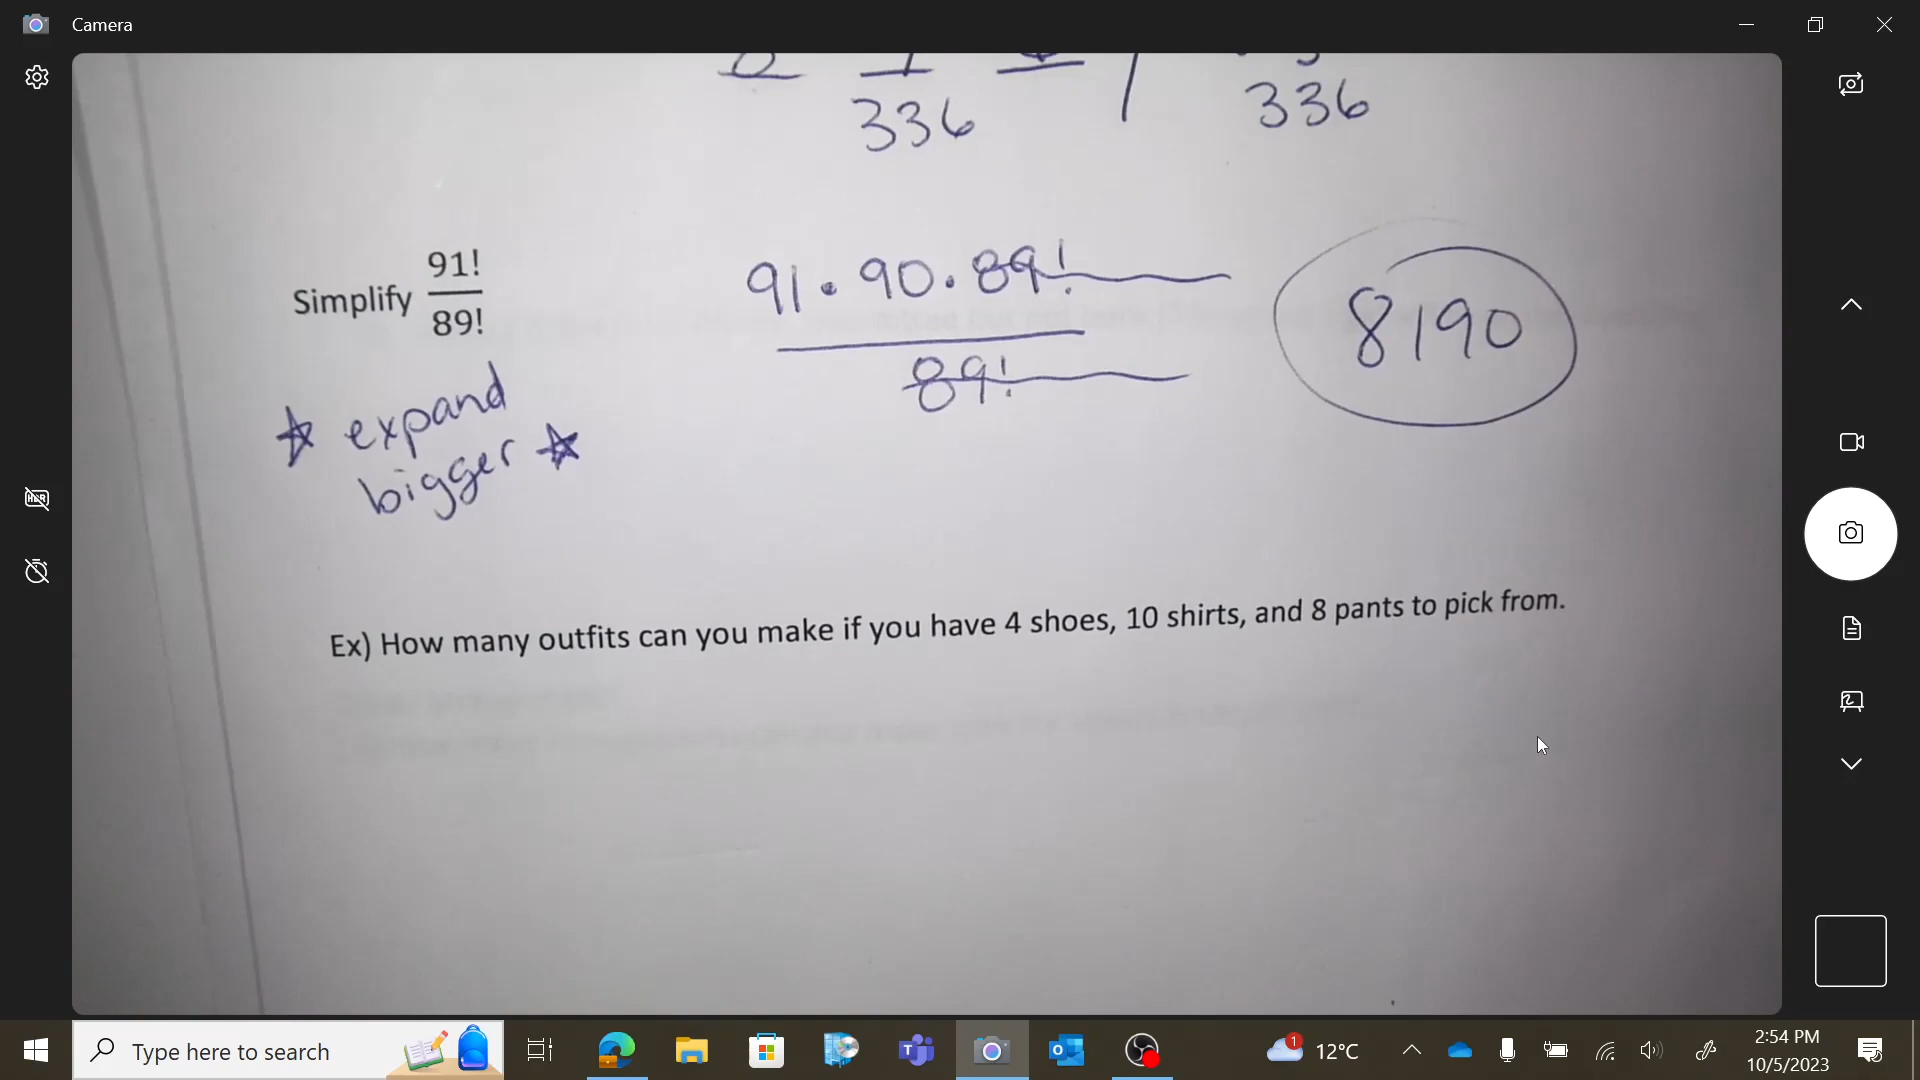 Camera
336
336
Simplify 91!
89!
91 • 90 • 89!
89!
8190
☆ expand
bigger ☆
Ex) How many outfits can you make if you have 4 shoes, 10 shirts, and 8 pants to pick from.
Type here to search
1
12°C
2:54 PM
10/5/2023